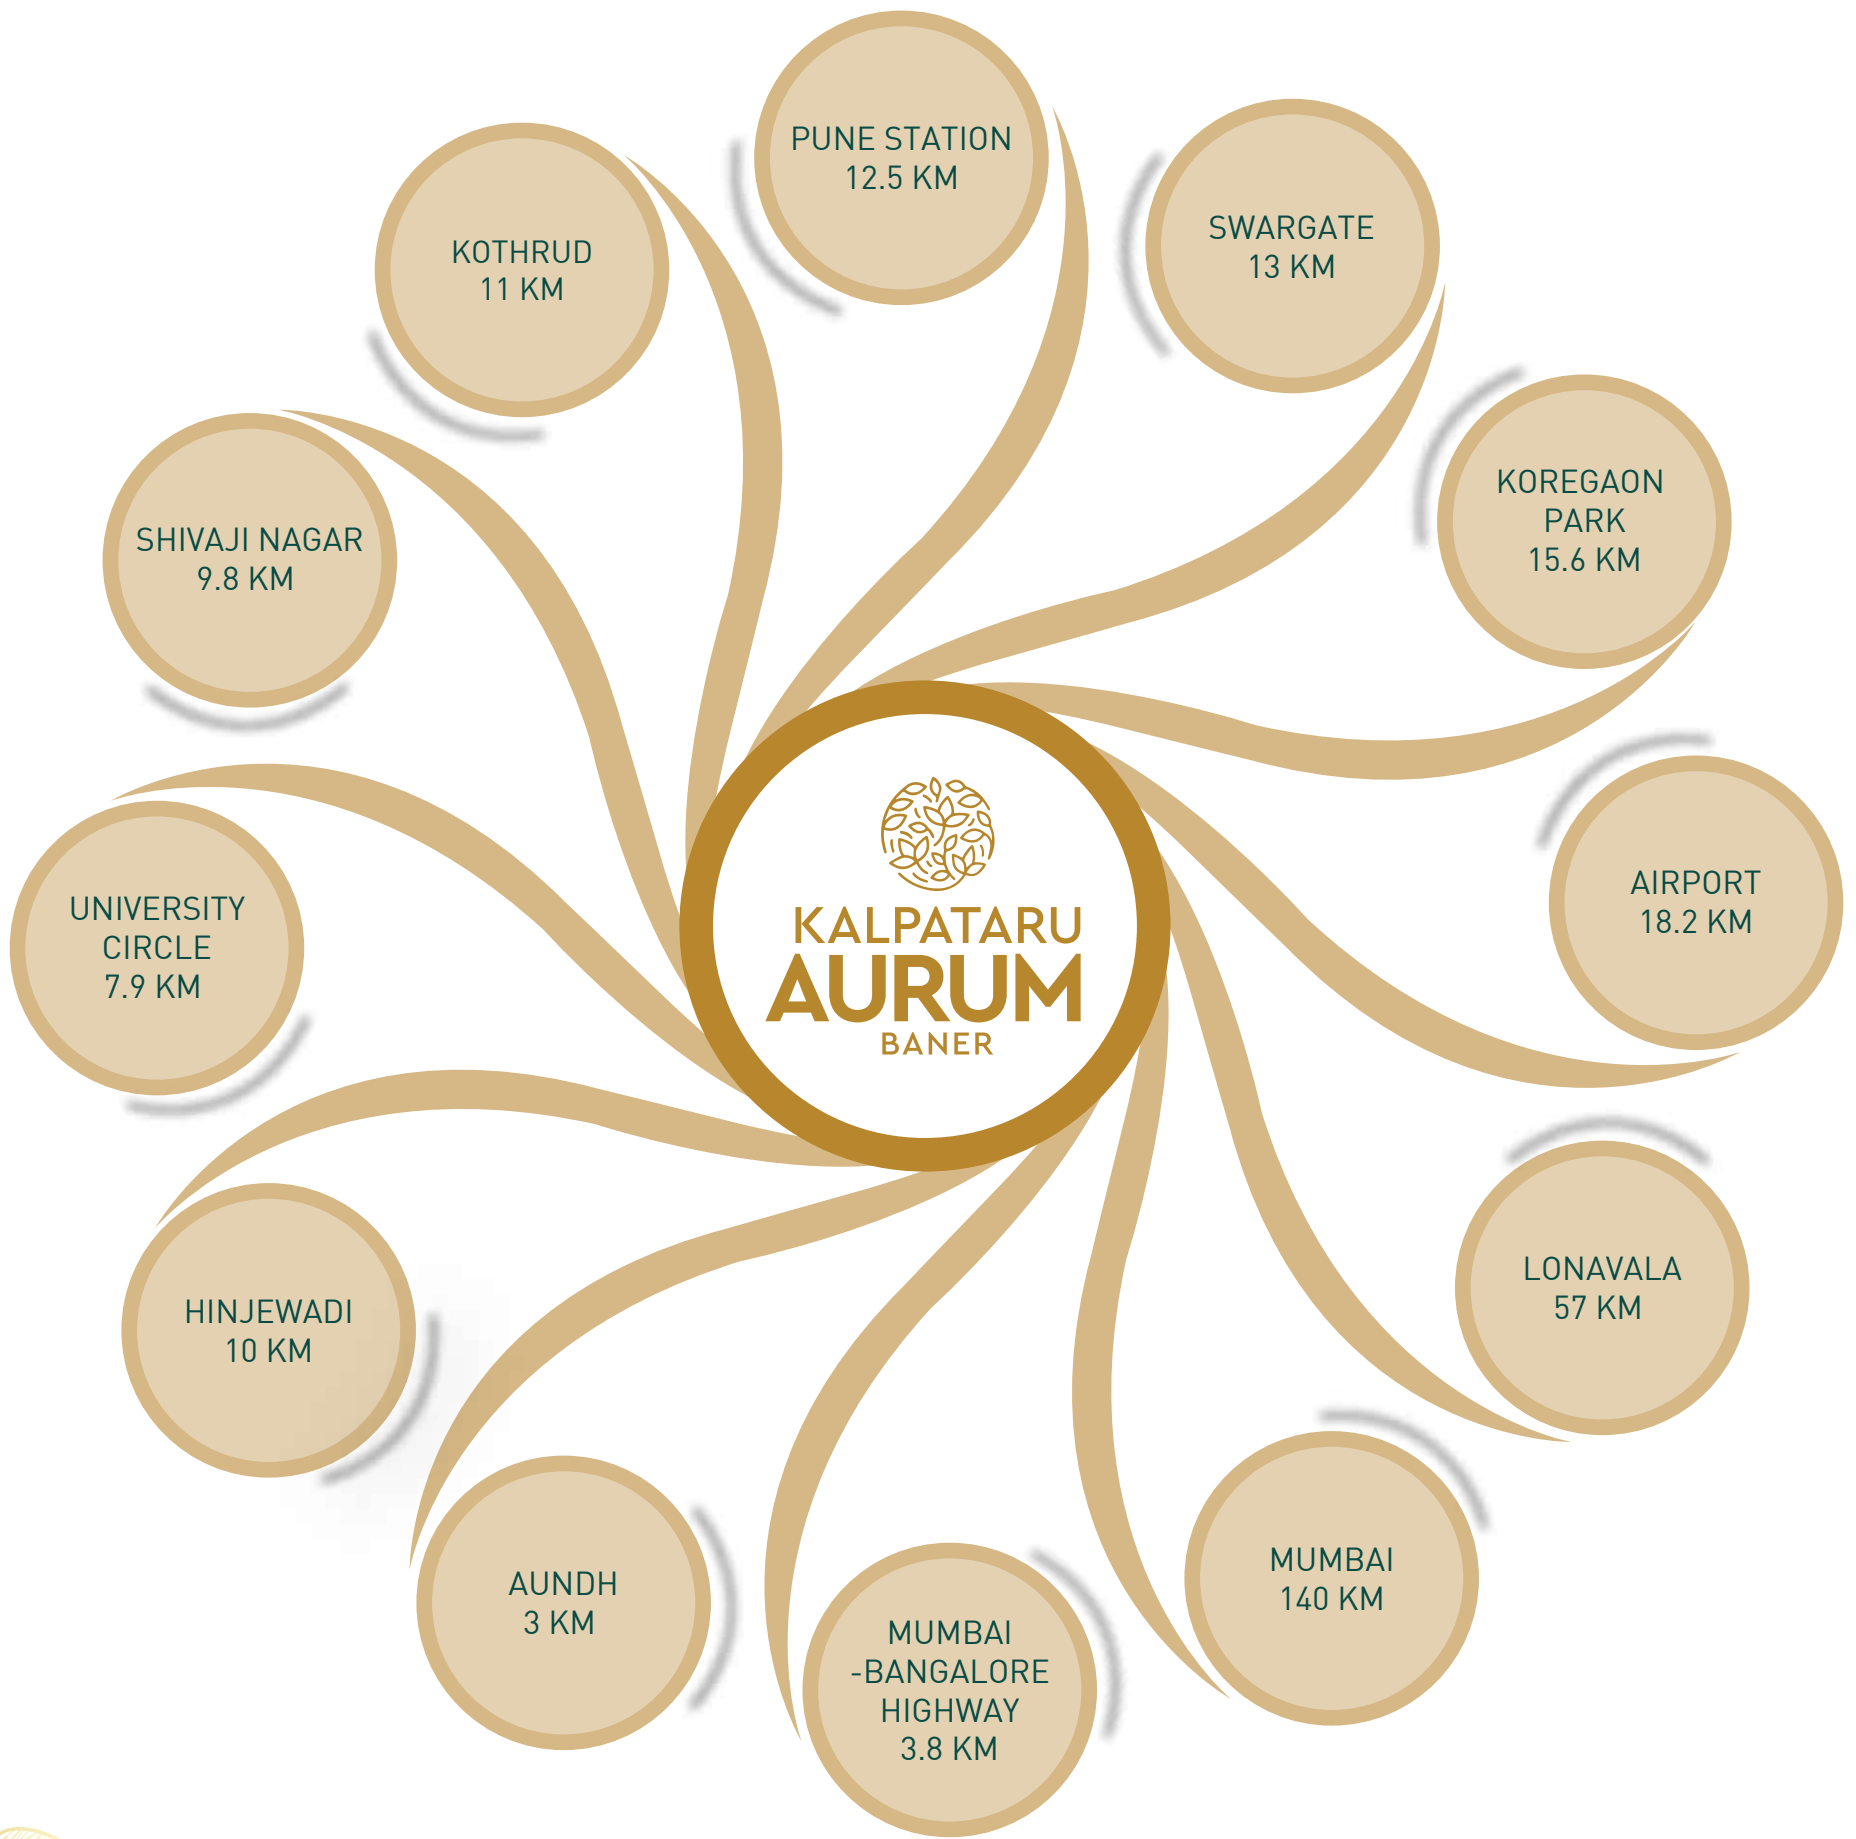 PUNE STATION
12.5 KM
SWARGATE
13 KM
KOREGAON
PARK
15.6 KM
AIRPORT
18.2 KM
LONAVALA
57 KM
MUMBAI
140 KM
MUMBAI
-BANGALORE
HIGHWAY
3.8 KM
AUNDH
3 KM
HINJEWADI
10 KM
UNIVERSITY
CIRCLE
7.9 KM
SHIVAJI NAGAR
9.8 KM
KOTHRUD
11 KM
KALPATARU
AURUM
BANER